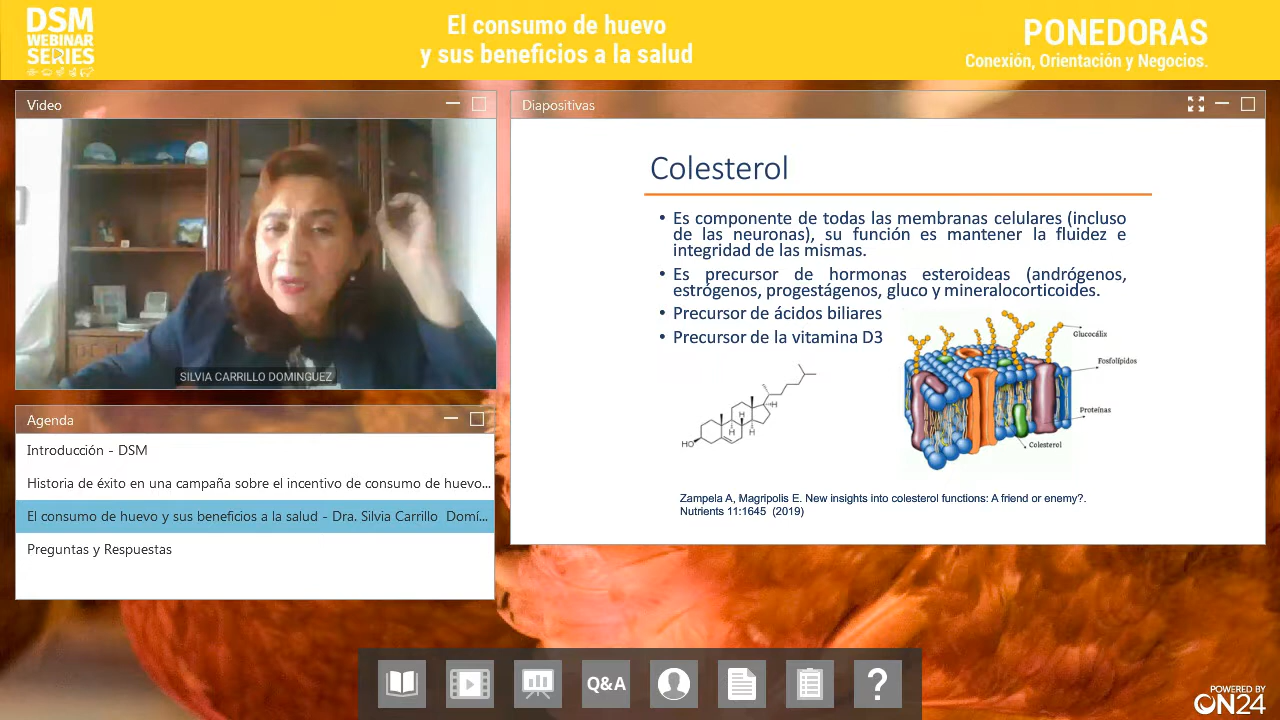 DSM
WEBINAR
SERIES
El consumo de huevo
y sus beneficios a la salud
PONEDORAS
Conexión, Orientación y Negocios.
Video
SILVIA CARRILLO DOMINGUEZ
Agenda
Introducción - DSM
Historia de éxito en una campaña sobre el incentivo de consumo de huevo...
El consumo de huevo y sus beneficios a la salud - Dra. Silvia Carrillo Domí...
Preguntas y Respuestas
Diapositivas
Colesterol
• Es componente de todas las membranas celulares (incluso
de las neuronas), su función es mantener la fluidez e
integridad de las mismas.
• Es precursor de hormonas esteroideas (andrógenos,
estrógenos, progestágenos, gluco y mineralocorticoides.
• Precursor de ácidos biliares
• Precursor de la vitamina D3
HO
H
H
H
H
Glucocálix
Fosfolípidos
Proteínas
Colesterol
Zampela A, Magripolis E. New insights into colesterol functions: A friend or enemy?.
Nutrients 11:1645 (2019)
Q&A
?
POWERED BY
ON24